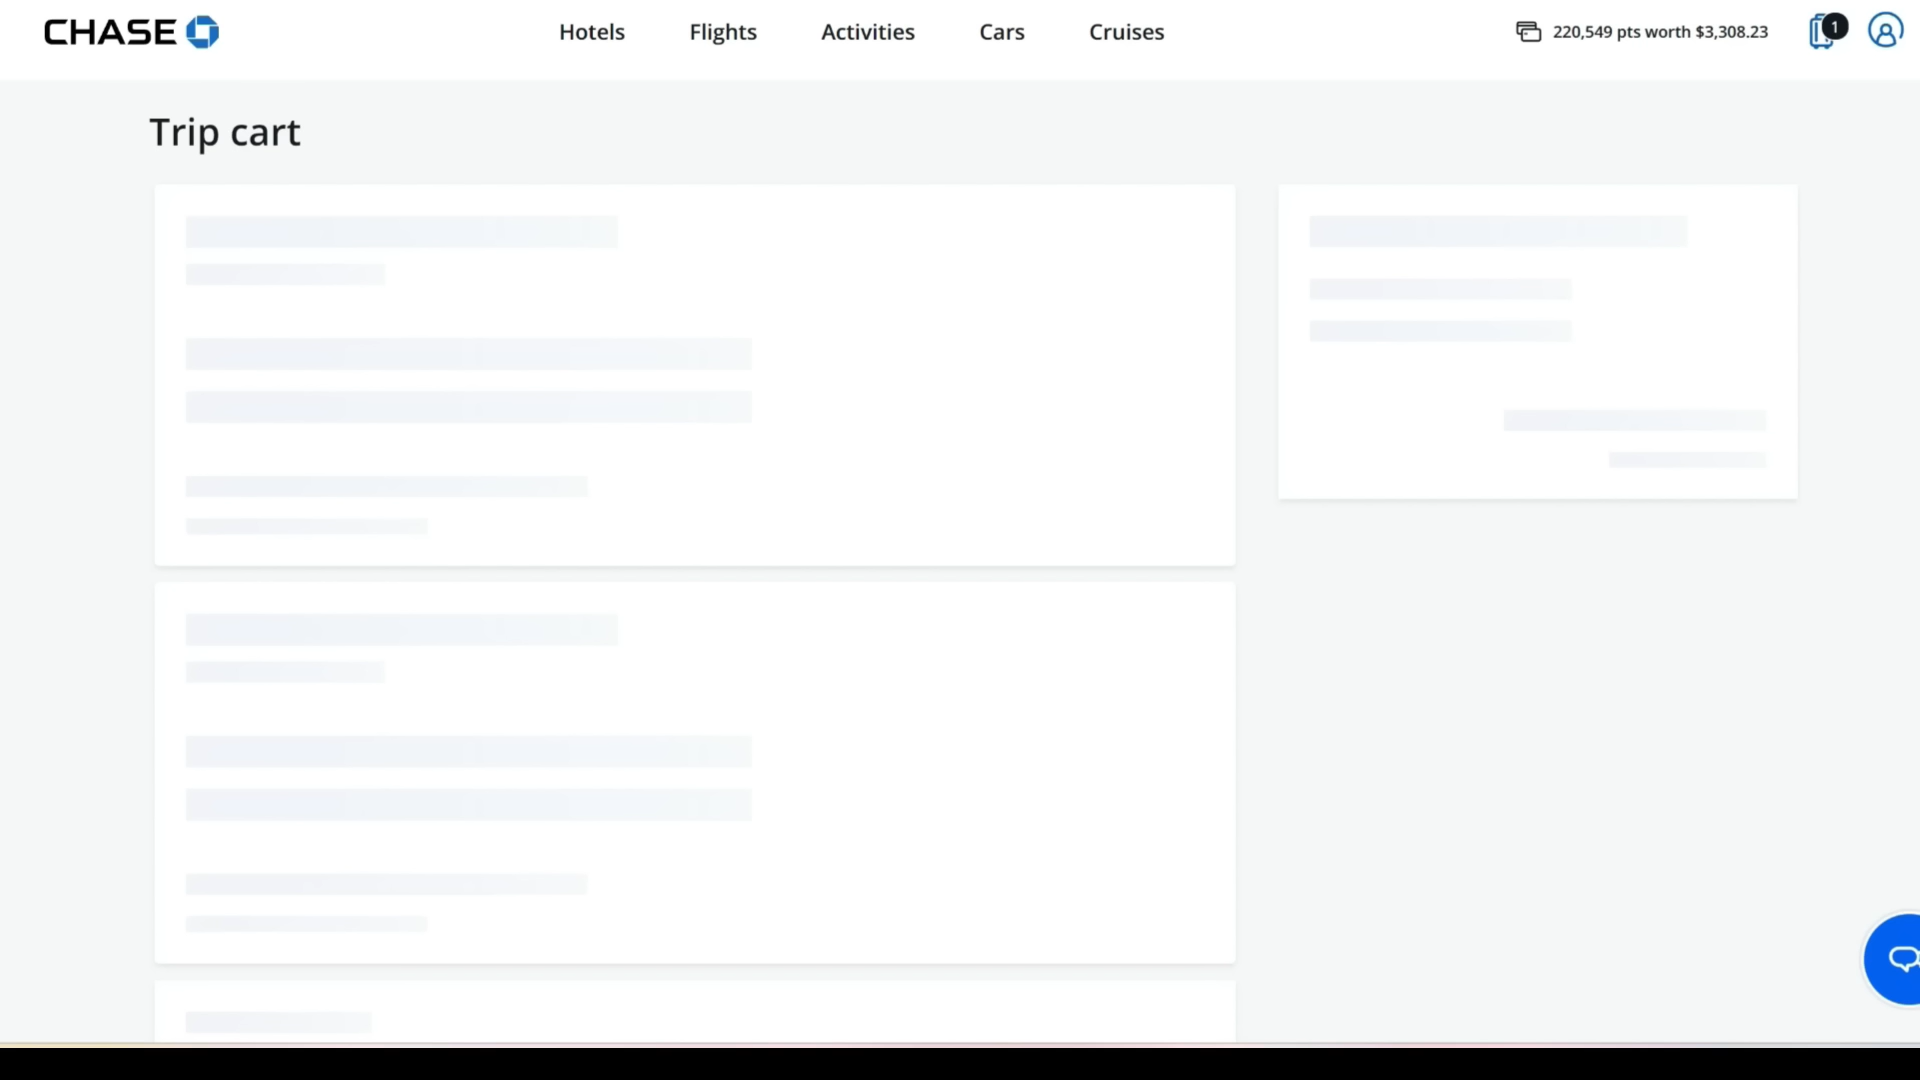 CHASE
Hotels Flights Activities Cars Cruises
220,549 pts worth $3,308.23
1
Trip cart